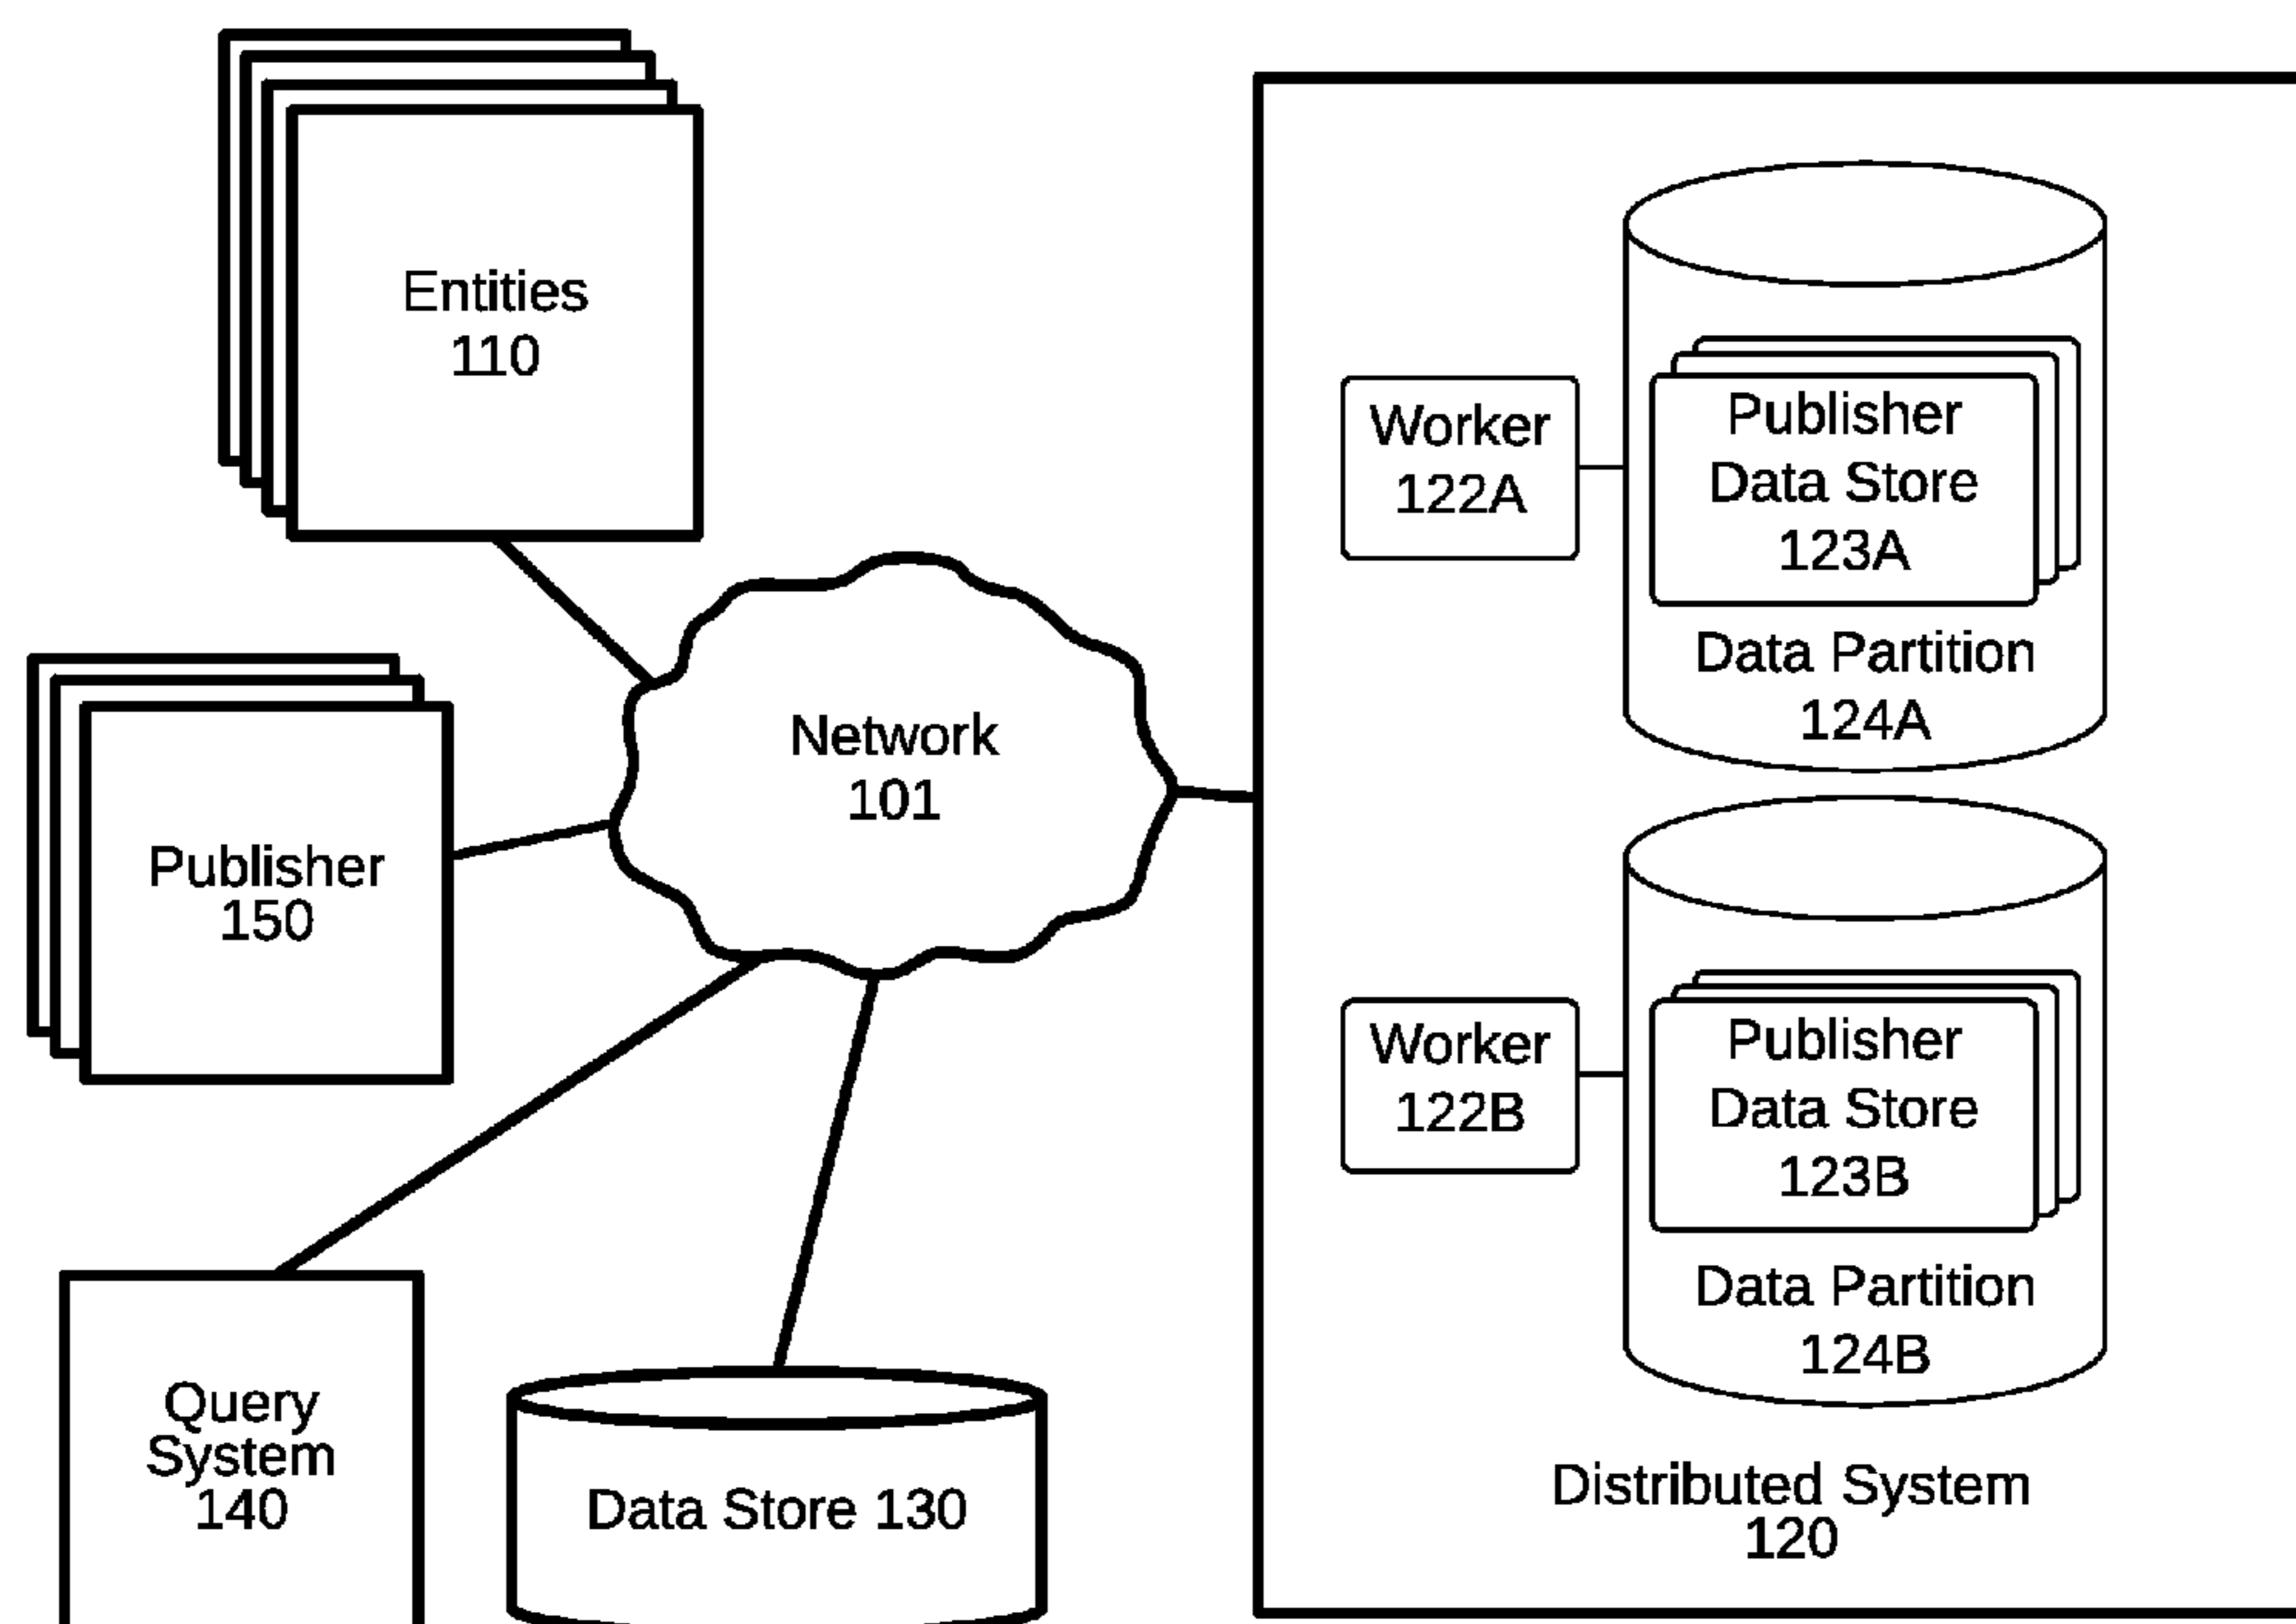 Entities
110
Network
101
Publisher
150
Query
System
140
Data Store 130
Worker
122A
Publisher
Data Store
123A
Data Partition
124A
Worker
122B
Publisher
Data Store
123B
Data Partition
124B
Distributed System
120